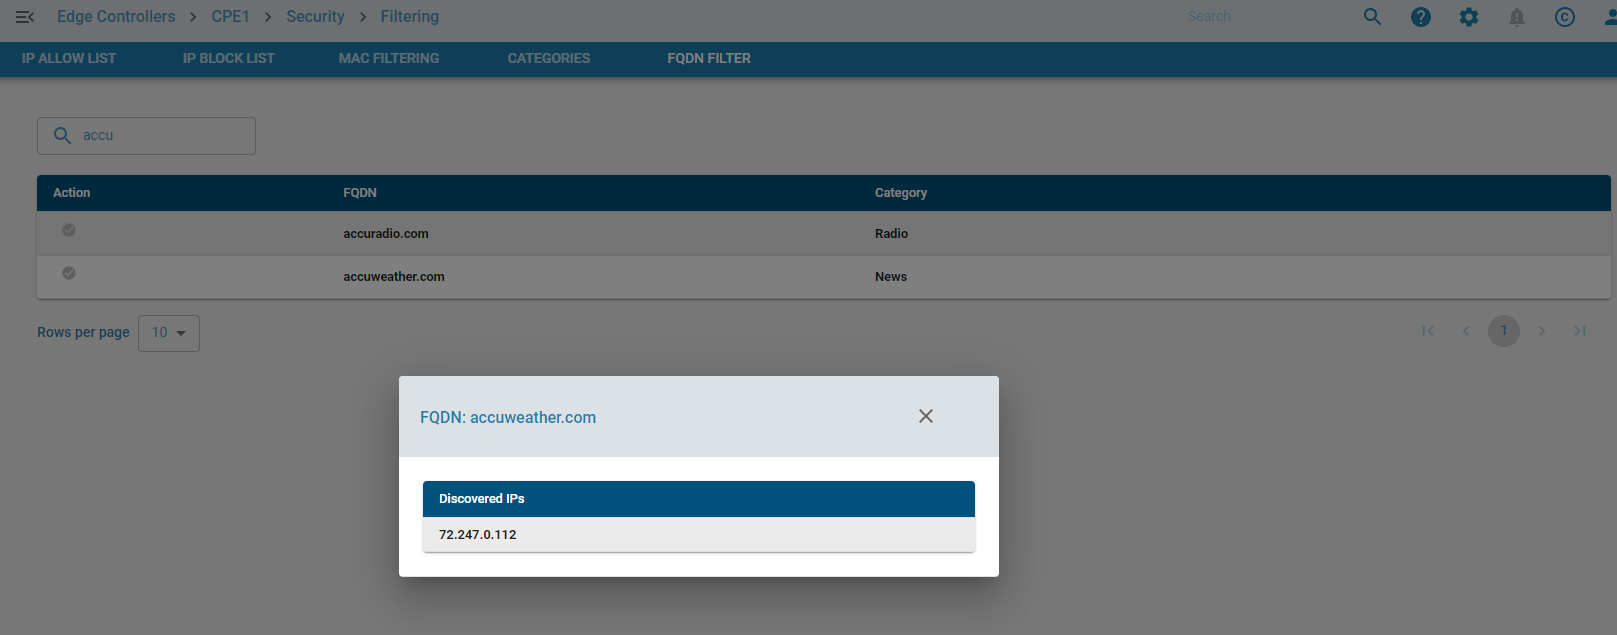 Edge Controllers > CPE1 > Security > Filtering
Search
IP ALLOW LIST IP BLOCK LIST MAC FILTERING CATEGORIES FQDN FILTER
accu
Action FQDN Category
accuradio.com Radio
accuweather.com News
Rows per page 10
1
FQDN: accuweather.com
Discovered IPs
72.247.0.112